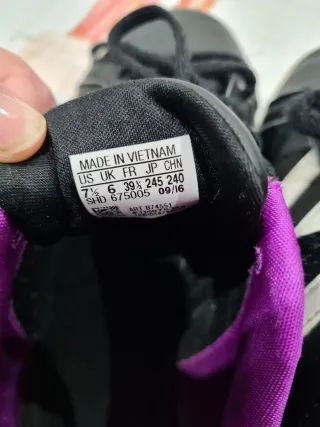 MADE IN VIETNAM
US UK FR JP CHN
7½ 6 39⅓ 245 240
SHD 675005 09/16